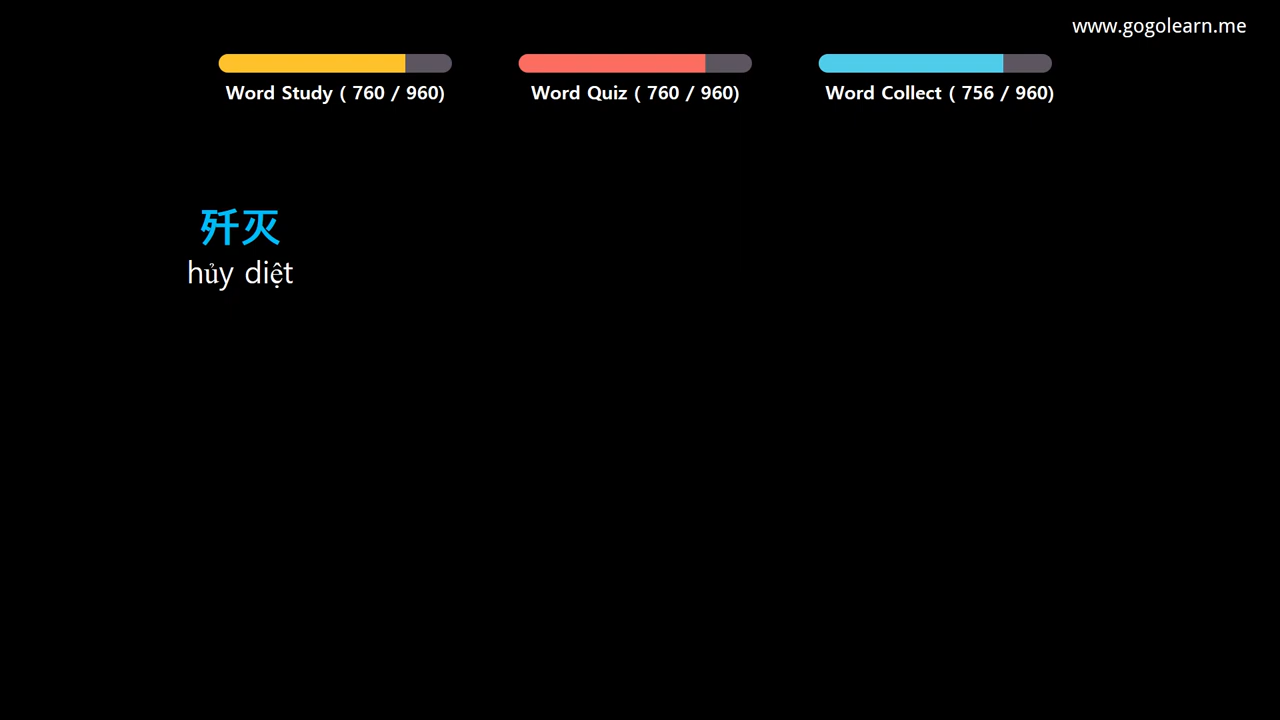 www.gogolearn.me
Word Study ( 760 / 960)
Word Quiz ( 760 / 960)
Word Collect ( 756 / 960)
歼灭
hủy diệt